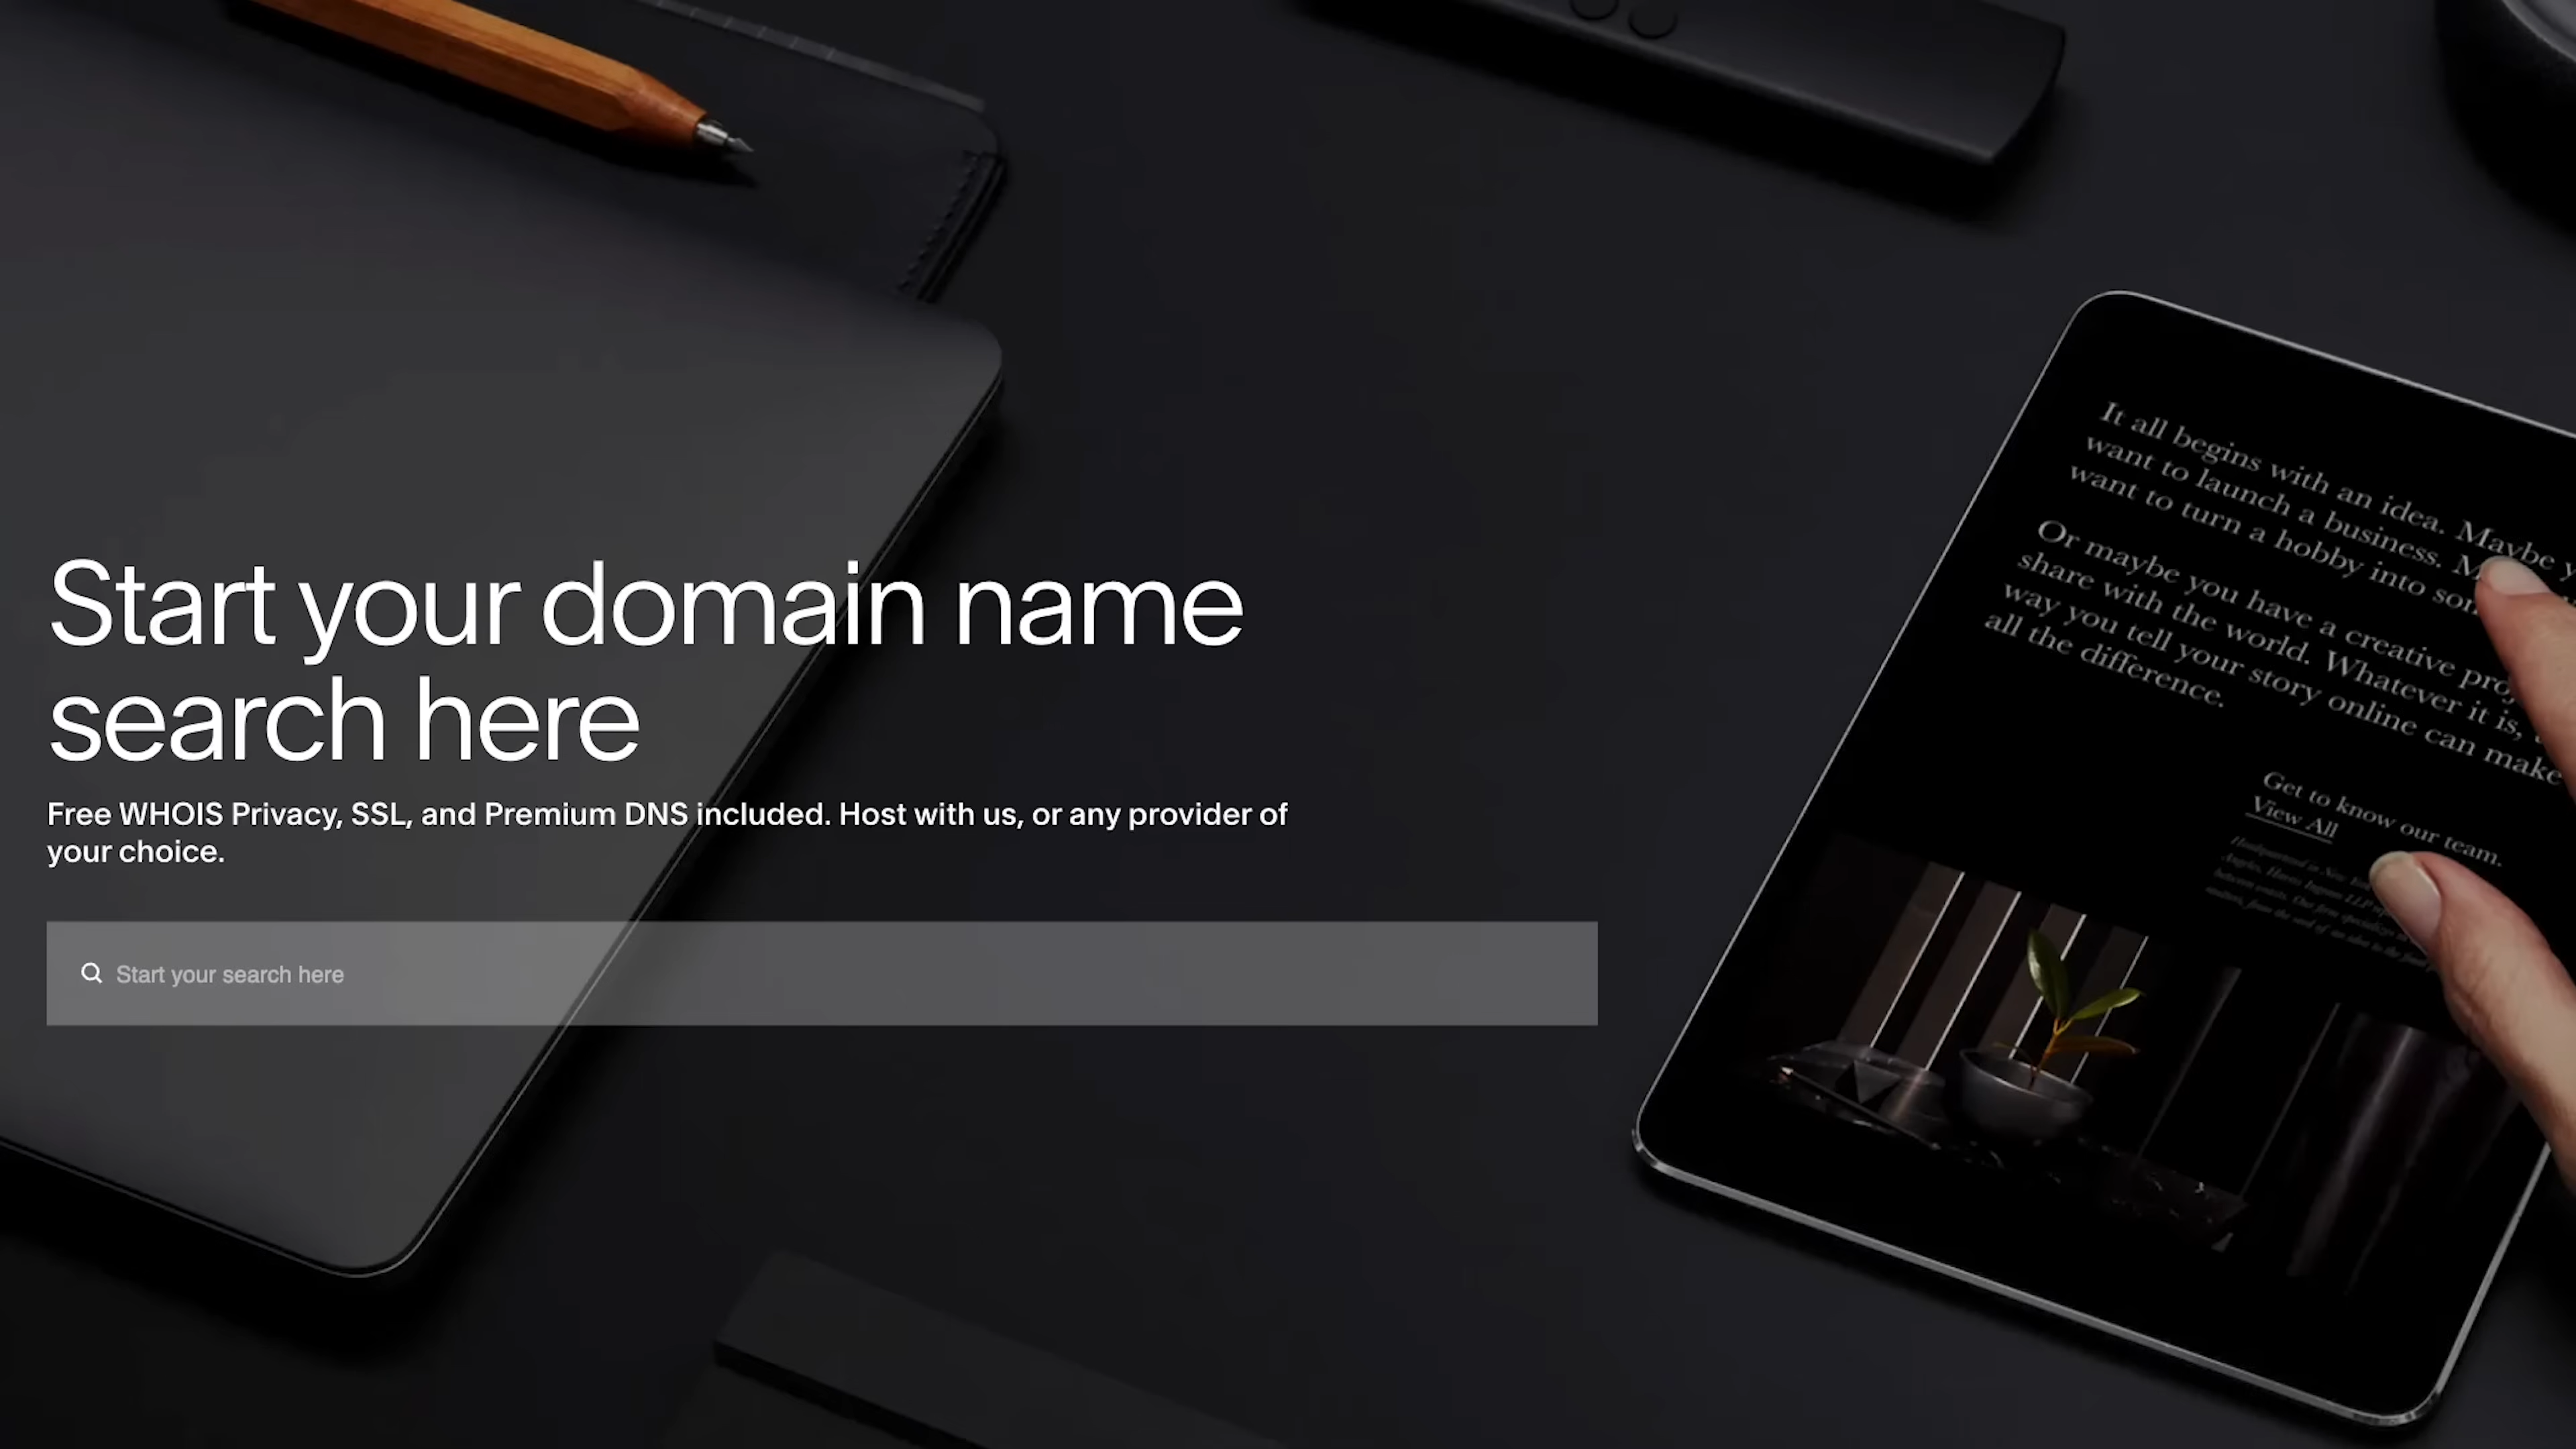 Start your domain name
search here
Free WHOIS Privacy, SSL, and Premium DNS included. Host with us, or any provider of
your choice.
Start your search here
It all begins with an idea. Maybe
want to launch a business.
want to turn a hobby into
Or maybe you have a creative
share with the world. Whatever it is,
way you tell your story online can make
all the difference.
Get to know our team.
View All